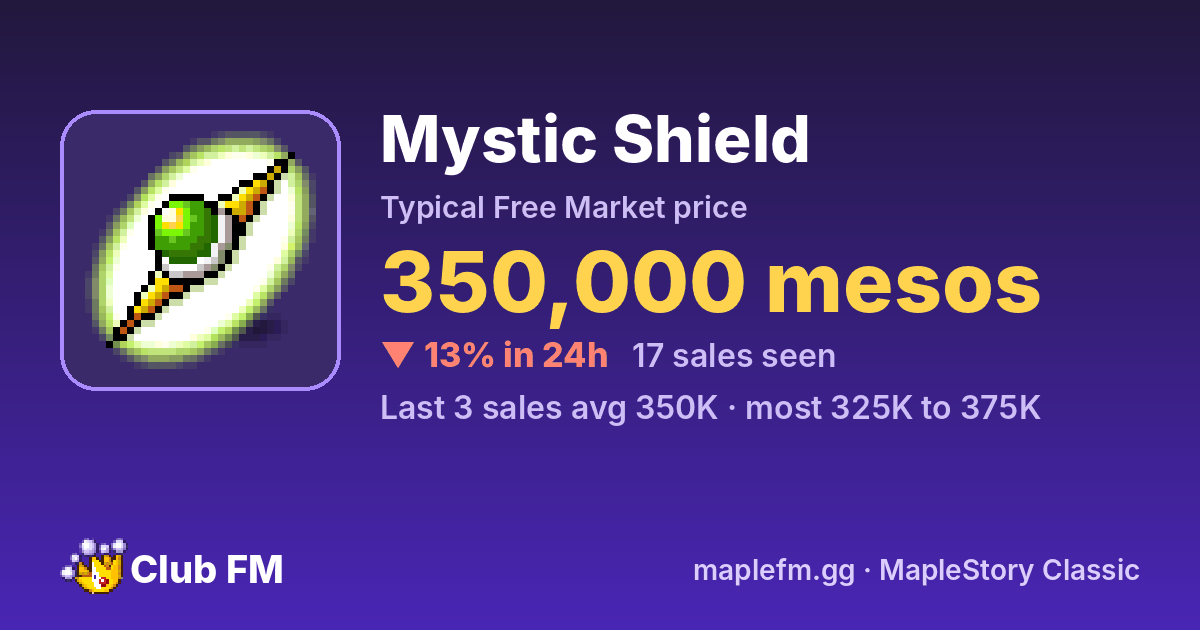 Mystic Shield
Typical Free Market price
350,000 mesos
▼ 13% in 24h 17 sales seen
Last 3 sales avg 350K · most 325K to 375K
Club FM
maplefm.gg · MapleStory Classic